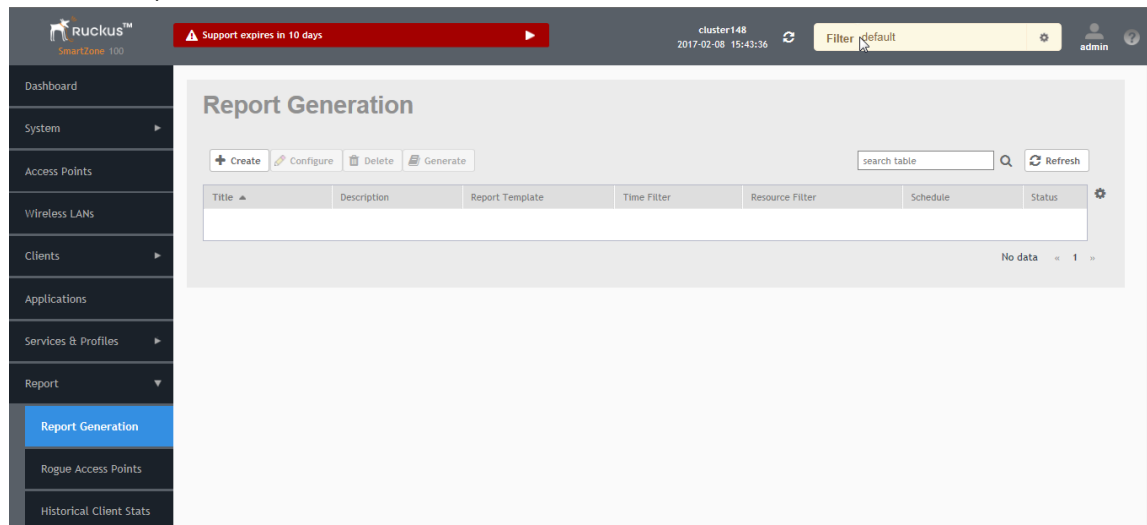 Ruckus™
SmartZone 100
Support expires in 10 days
cluster148
2017-02-08 15:43:36
Filter default
admin
?
Dashboard
System
Access Points
Wireless LANs
Clients
Applications
Services & Profiles
Report
Report Generation
Rogue Access Points
Historical Client Stats
Report Generation
Create Configure Delete Generate
search table
Refresh
Title Description Report Template Time Filter Resource Filter Schedule Status
No data « 1 »